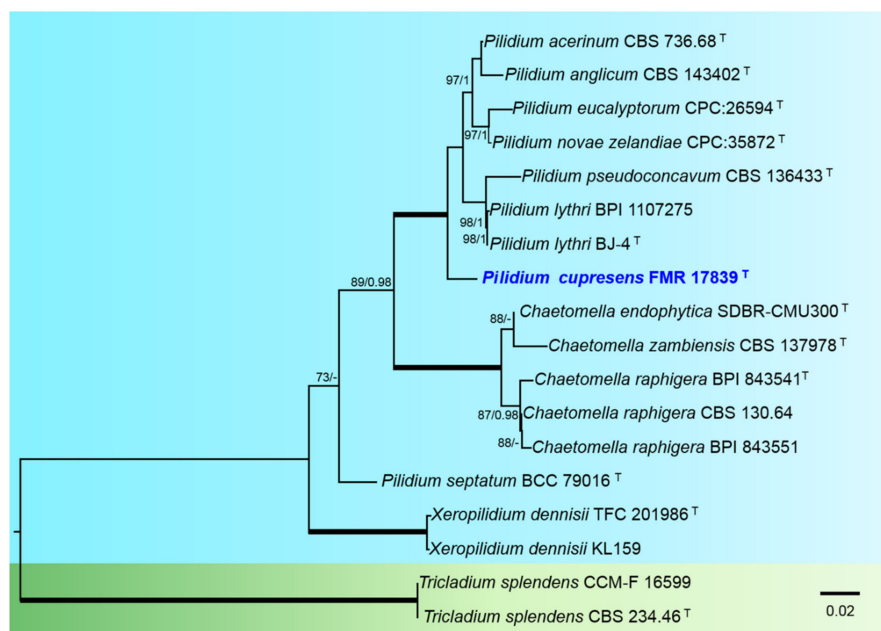 Pilidium acerinum CBS 736.68 T
Pilidium anglicum CBS 143402 T
97/1
Pilidium eucalyptorum CPC:26594 T
97/1
Pilidium novae zelandiae CPC:35872 T
Pilidium pseudoconcavum CBS 136433 T
Pilidium lythri BPI 1107275
98/1
98/1
Pilidium lythri BJ-4 T
Pilidium cupresens FMR 17839 T
89/0.98
Chaetomella endophytica SDBR-CMU300 T
88/-
Chaetomella zambiensis CBS 137978 T
73/-
Chaetomella raphigera BPI 843541 T
87/0.98
Chaetomella raphigera CBS 130.64
88/-
Chaetomella raphigera BPI 843551
Pilidium septatum BCC 79016 T
Xeropilidium dennisii TFC 201986 T
Xeropilidium dennisii KL159
Tricladium splendens CCM-F 16599
Tricladium splendens CBS 234.46 T
0.02